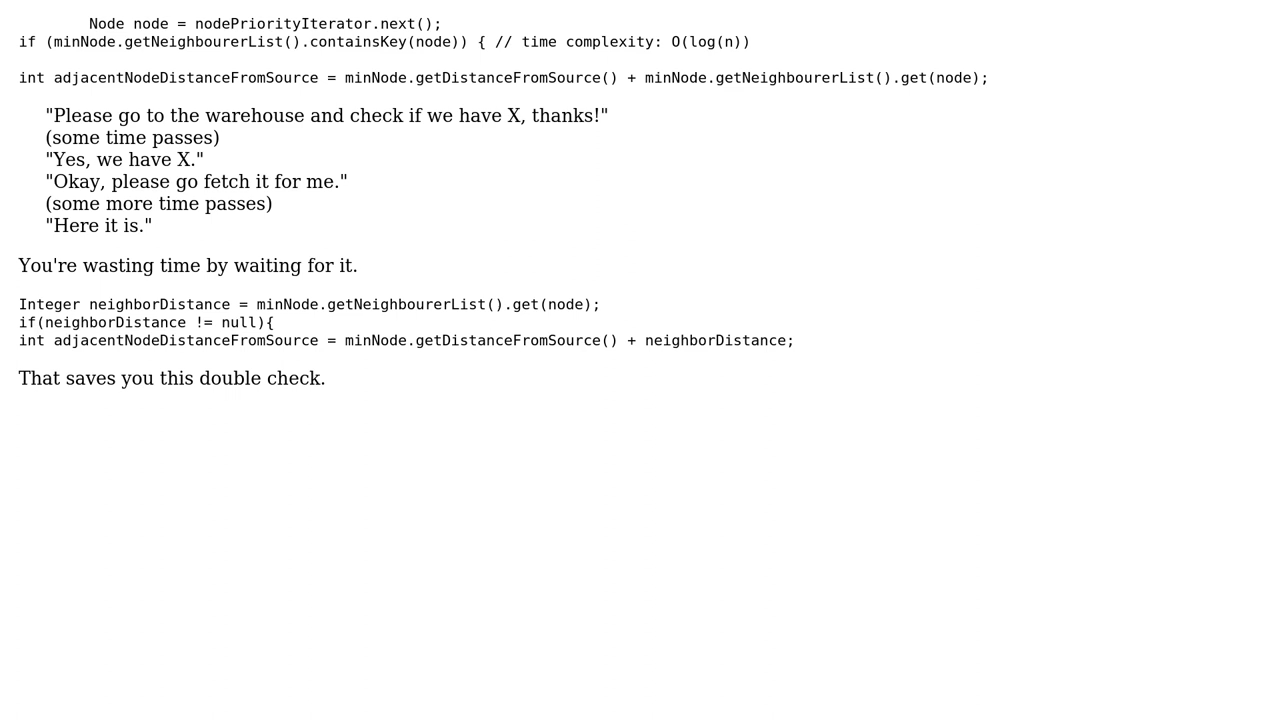 Node node = nodePriorityIterator.next();
if (minNode.getNeighbourerList().containsKey(node)) { // time complexity: O(log(n))
int adjacentNodeDistanceFromSource = minNode.getDistanceFromSource() + minNode.getNeighbourerList().get(node);
"Please go to the warehouse and check if we have X, thanks!"
(some time passes)
"Yes, we have X."
"Okay, please go fetch it for me."
(some more time passes)
"Here it is."
You're wasting time by waiting for it.
Integer neighborDistance = minNode.getNeighbourerList().get(node);
if(neighborDistance != null){
int adjacentNodeDistanceFromSource = minNode.getDistanceFromSource() + neighborDistance;
That saves you this double check.